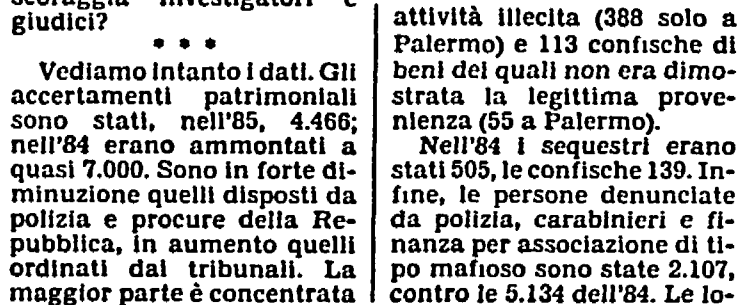 scoraggia investigatori e
giudici?
* * *
Vediamo intanto i dati. Gli
accertamenti patrimoniali
sono stati, nell'85, 4.466;
nell'84 erano ammontati a
quasi 7.000. Sono in forte di-
minuzione quelli disposti da
polizia e procure della Re-
pubblica, in aumento quelli
ordinati dai tribunali. La
maggior parte è concentrata
attività illecita (388 solo a
Palermo) e 113 confische di
beni dei quali non era dimo-
strata la legittima prove-
nienza (55 a Palermo).
Nell'84 i sequestri erano
stati 505, le confische 139. In-
fine, le persone denunciate
da polizia, carabinieri e fi-
nanza per associazione di ti-
po mafioso sono state 2.107,
contro le 5.134 dell'84. Le lo-